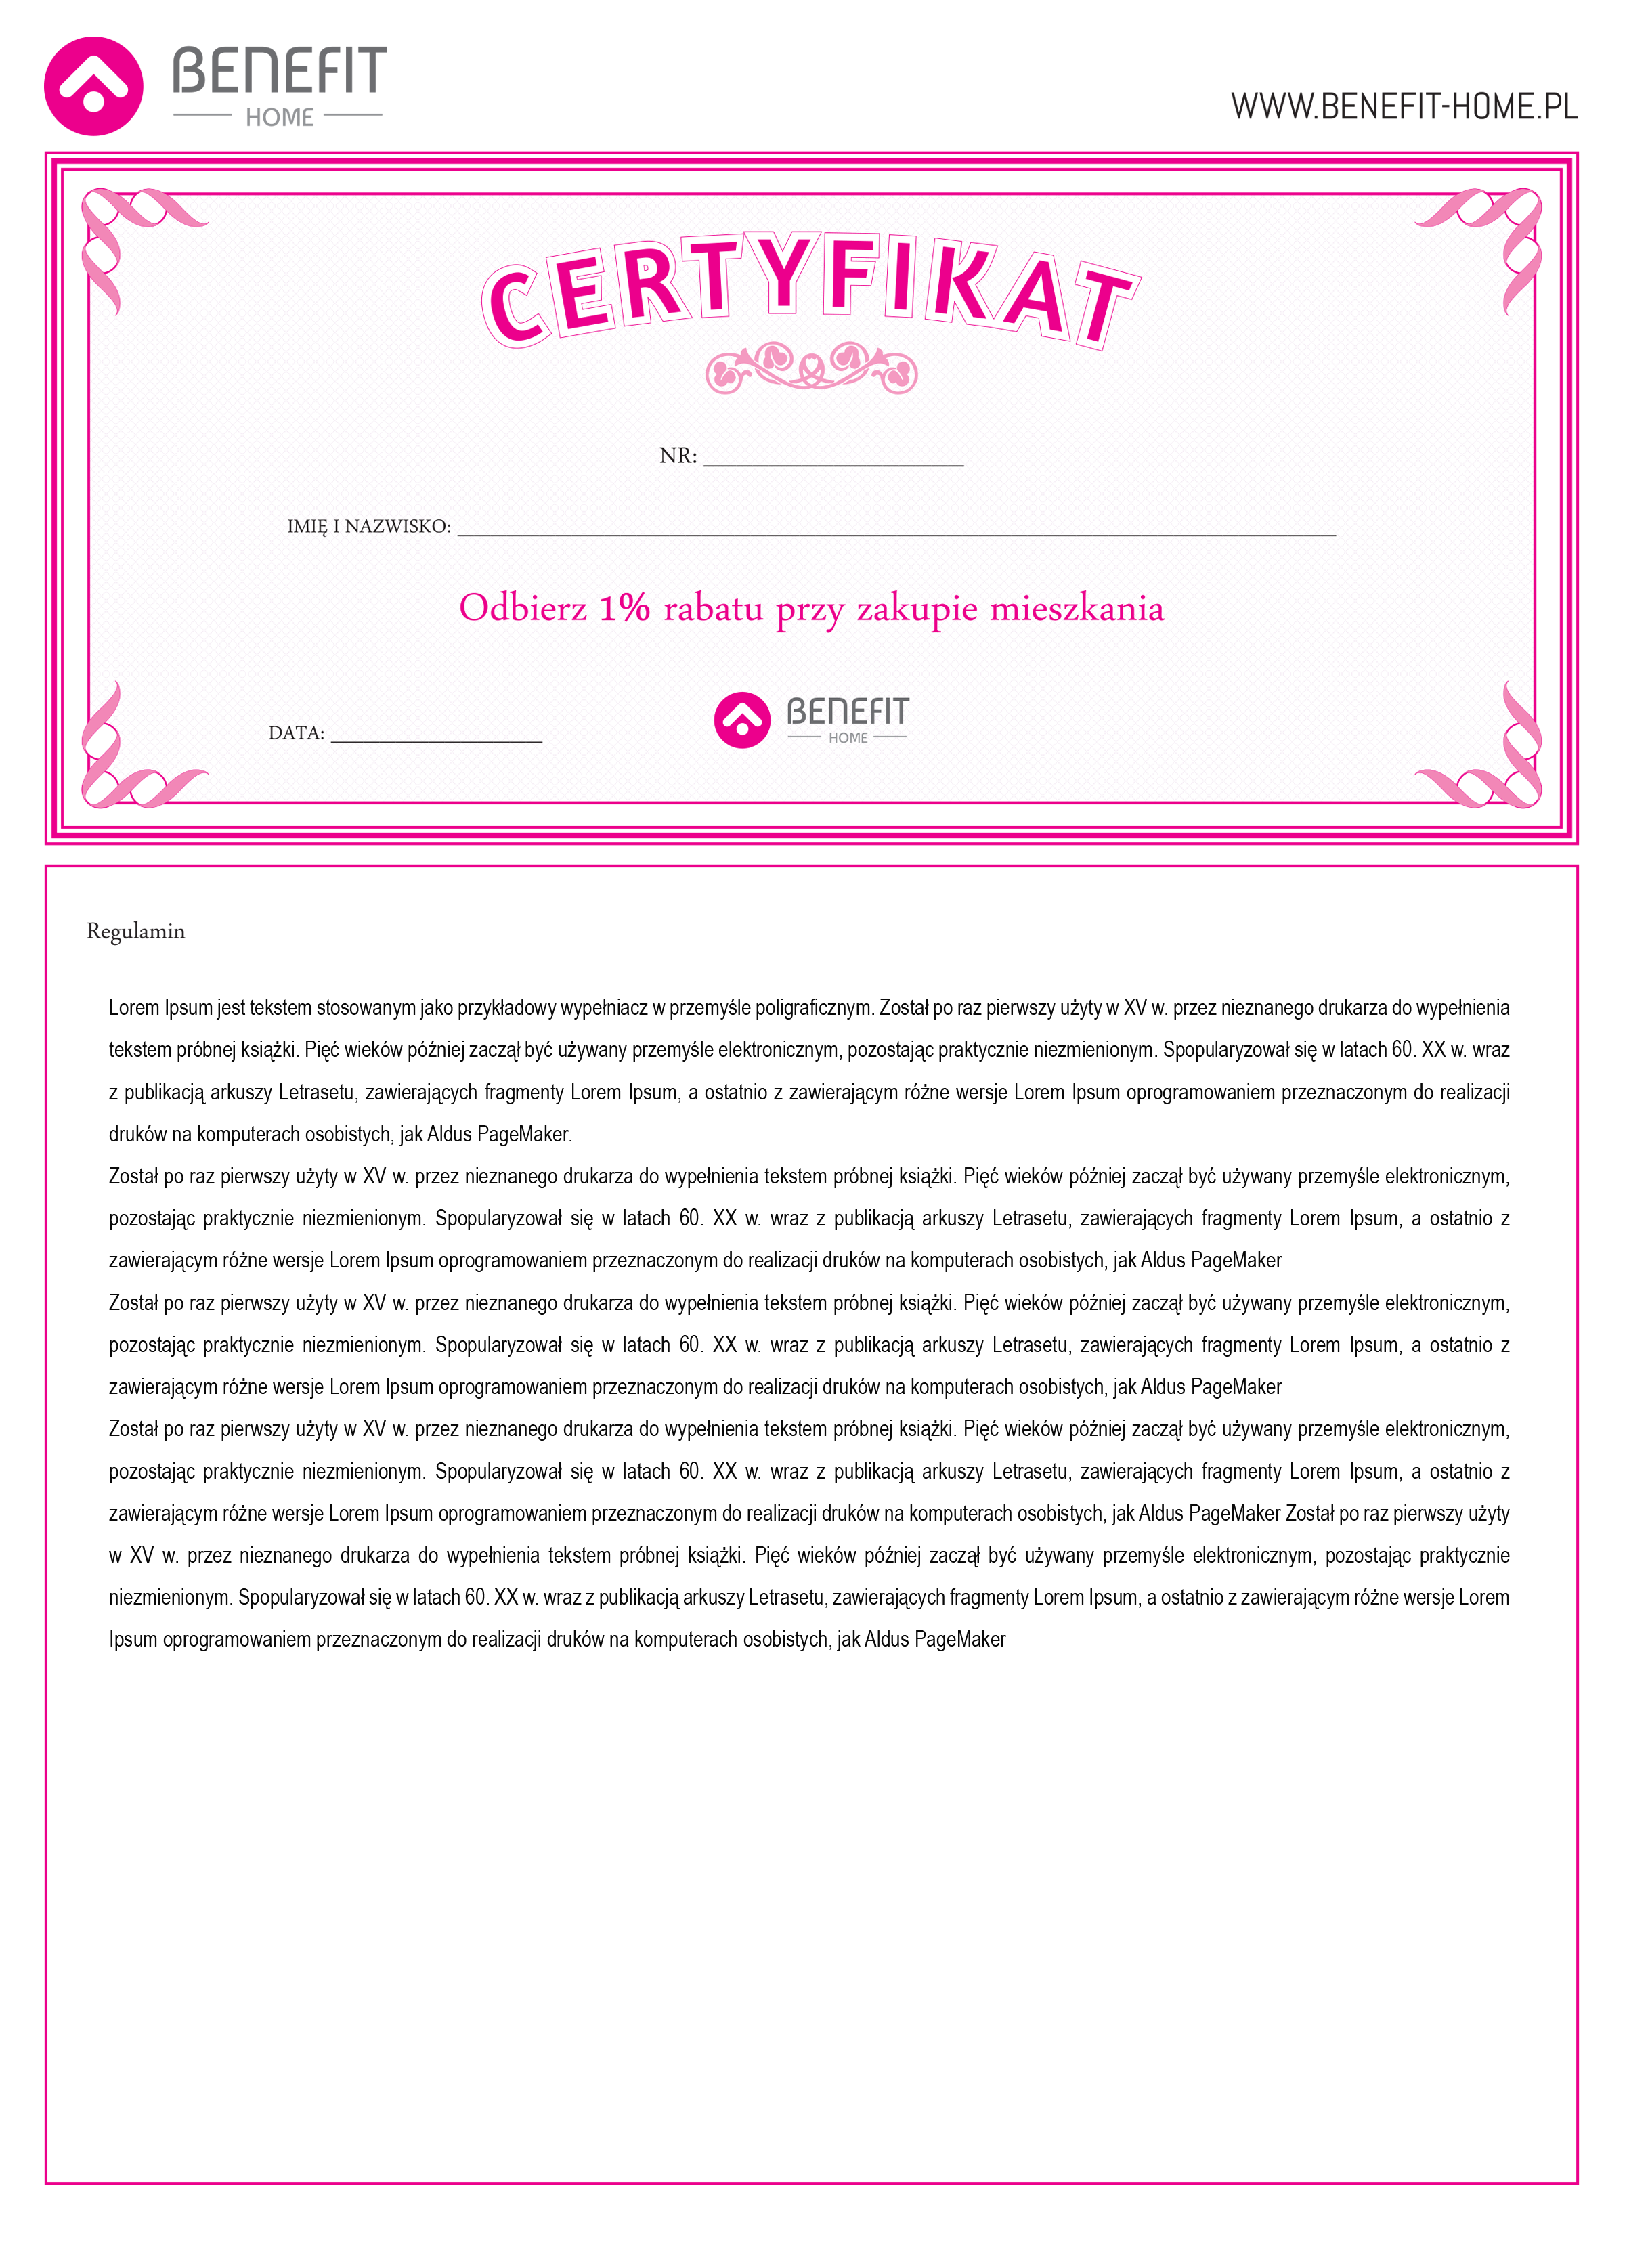 BENEFIT
HOME
WWW.BENEFIT-HOME.PL
CERTYFIKAT
NR: ____________________
IMIĘ I NAZWISKO: ____________________
Odbierz 1% rabatu przy zakupie mieszkania
DATA: ____________________
BENEFIT
HOME
Regulamin
Lorem Ipsum jest tekstem stosowanym jako przykładowy wypełniacz w przemyśle poligraficznym. Został po raz pierwszy użyty w XV w. przez nieznanego drukarza do wypełnienia
tekstem próbnej książki. Pięć wieków później zaczął być używany przemyśle elektronicznym, pozostając praktycznie niezmienionym. Spopularyzował się w latach 60. XX w. wraz
z publikacją arkuszy Letrasetu, zawierających fragmenty Lorem Ipsum, a ostatnio z zawierającym różne wersje Lorem Ipsum oprogramowaniem przeznaczonym do realizacji
druków na komputerach osobistych, jak Aldus PageMaker.
Został po raz pierwszy użyty w XV w. przez nieznanego drukarza do wypełnienia tekstem próbnej książki. Pięć wieków później zaczął być używany przemyśle elektronicznym,
pozostając praktycznie niezmienionym. Spopularyzował się w latach 60. XX w. wraz z publikacją arkuszy Letrasetu, zawierających fragmenty Lorem Ipsum, a ostatnio z
zawierającym różne wersje Lorem Ipsum oprogramowaniem przeznaczonym do realizacji druków na komputerach osobistych, jak Aldus PageMaker
Został po raz pierwszy użyty w XV w. przez nieznanego drukarza do wypełnienia tekstem próbnej książki. Pięć wieków później zaczął być używany przemyśle elektronicznym,
pozostając praktycznie niezmienionym. Spopularyzował się w latach 60. XX w. wraz z publikacją arkuszy Letrasetu, zawierających fragmenty Lorem Ipsum, a ostatnio z
zawierającym różne wersje Lorem Ipsum oprogramowaniem przeznaczonym do realizacji druków na komputerach osobistych, jak Aldus PageMaker
Został po raz pierwszy użyty w XV w. przez nieznanego drukarza do wypełnienia tekstem próbnej książki. Pięć wieków później zaczął być używany przemyśle elektronicznym,
pozostając praktycznie niezmienionym. Spopularyzował się w latach 60. XX w. wraz z publikacją arkuszy Letrasetu, zawierających fragmenty Lorem Ipsum, a ostatnio z
zawierającym różne wersje Lorem Ipsum oprogramowaniem przeznaczonym do realizacji druków na komputerach osobistych, jak Aldus PageMaker Został po raz pierwszy użyty
w XV w. przez nieznanego drukarza do wypełnienia tekstem próbnej książki. Pięć wieków później zaczął być używany przemyśle elektronicznym, pozostając praktycznie
niezmienionym. Spopularyzował się w latach 60. XX w. wraz z publikacją arkuszy Letrasetu, zawierających fragmenty Lorem Ipsum, a ostatnio z zawierającym różne wersje Lorem
Ipsum oprogramowaniem przeznaczonym do realizacji druków na komputerach osobistych, jak Aldus PageMaker